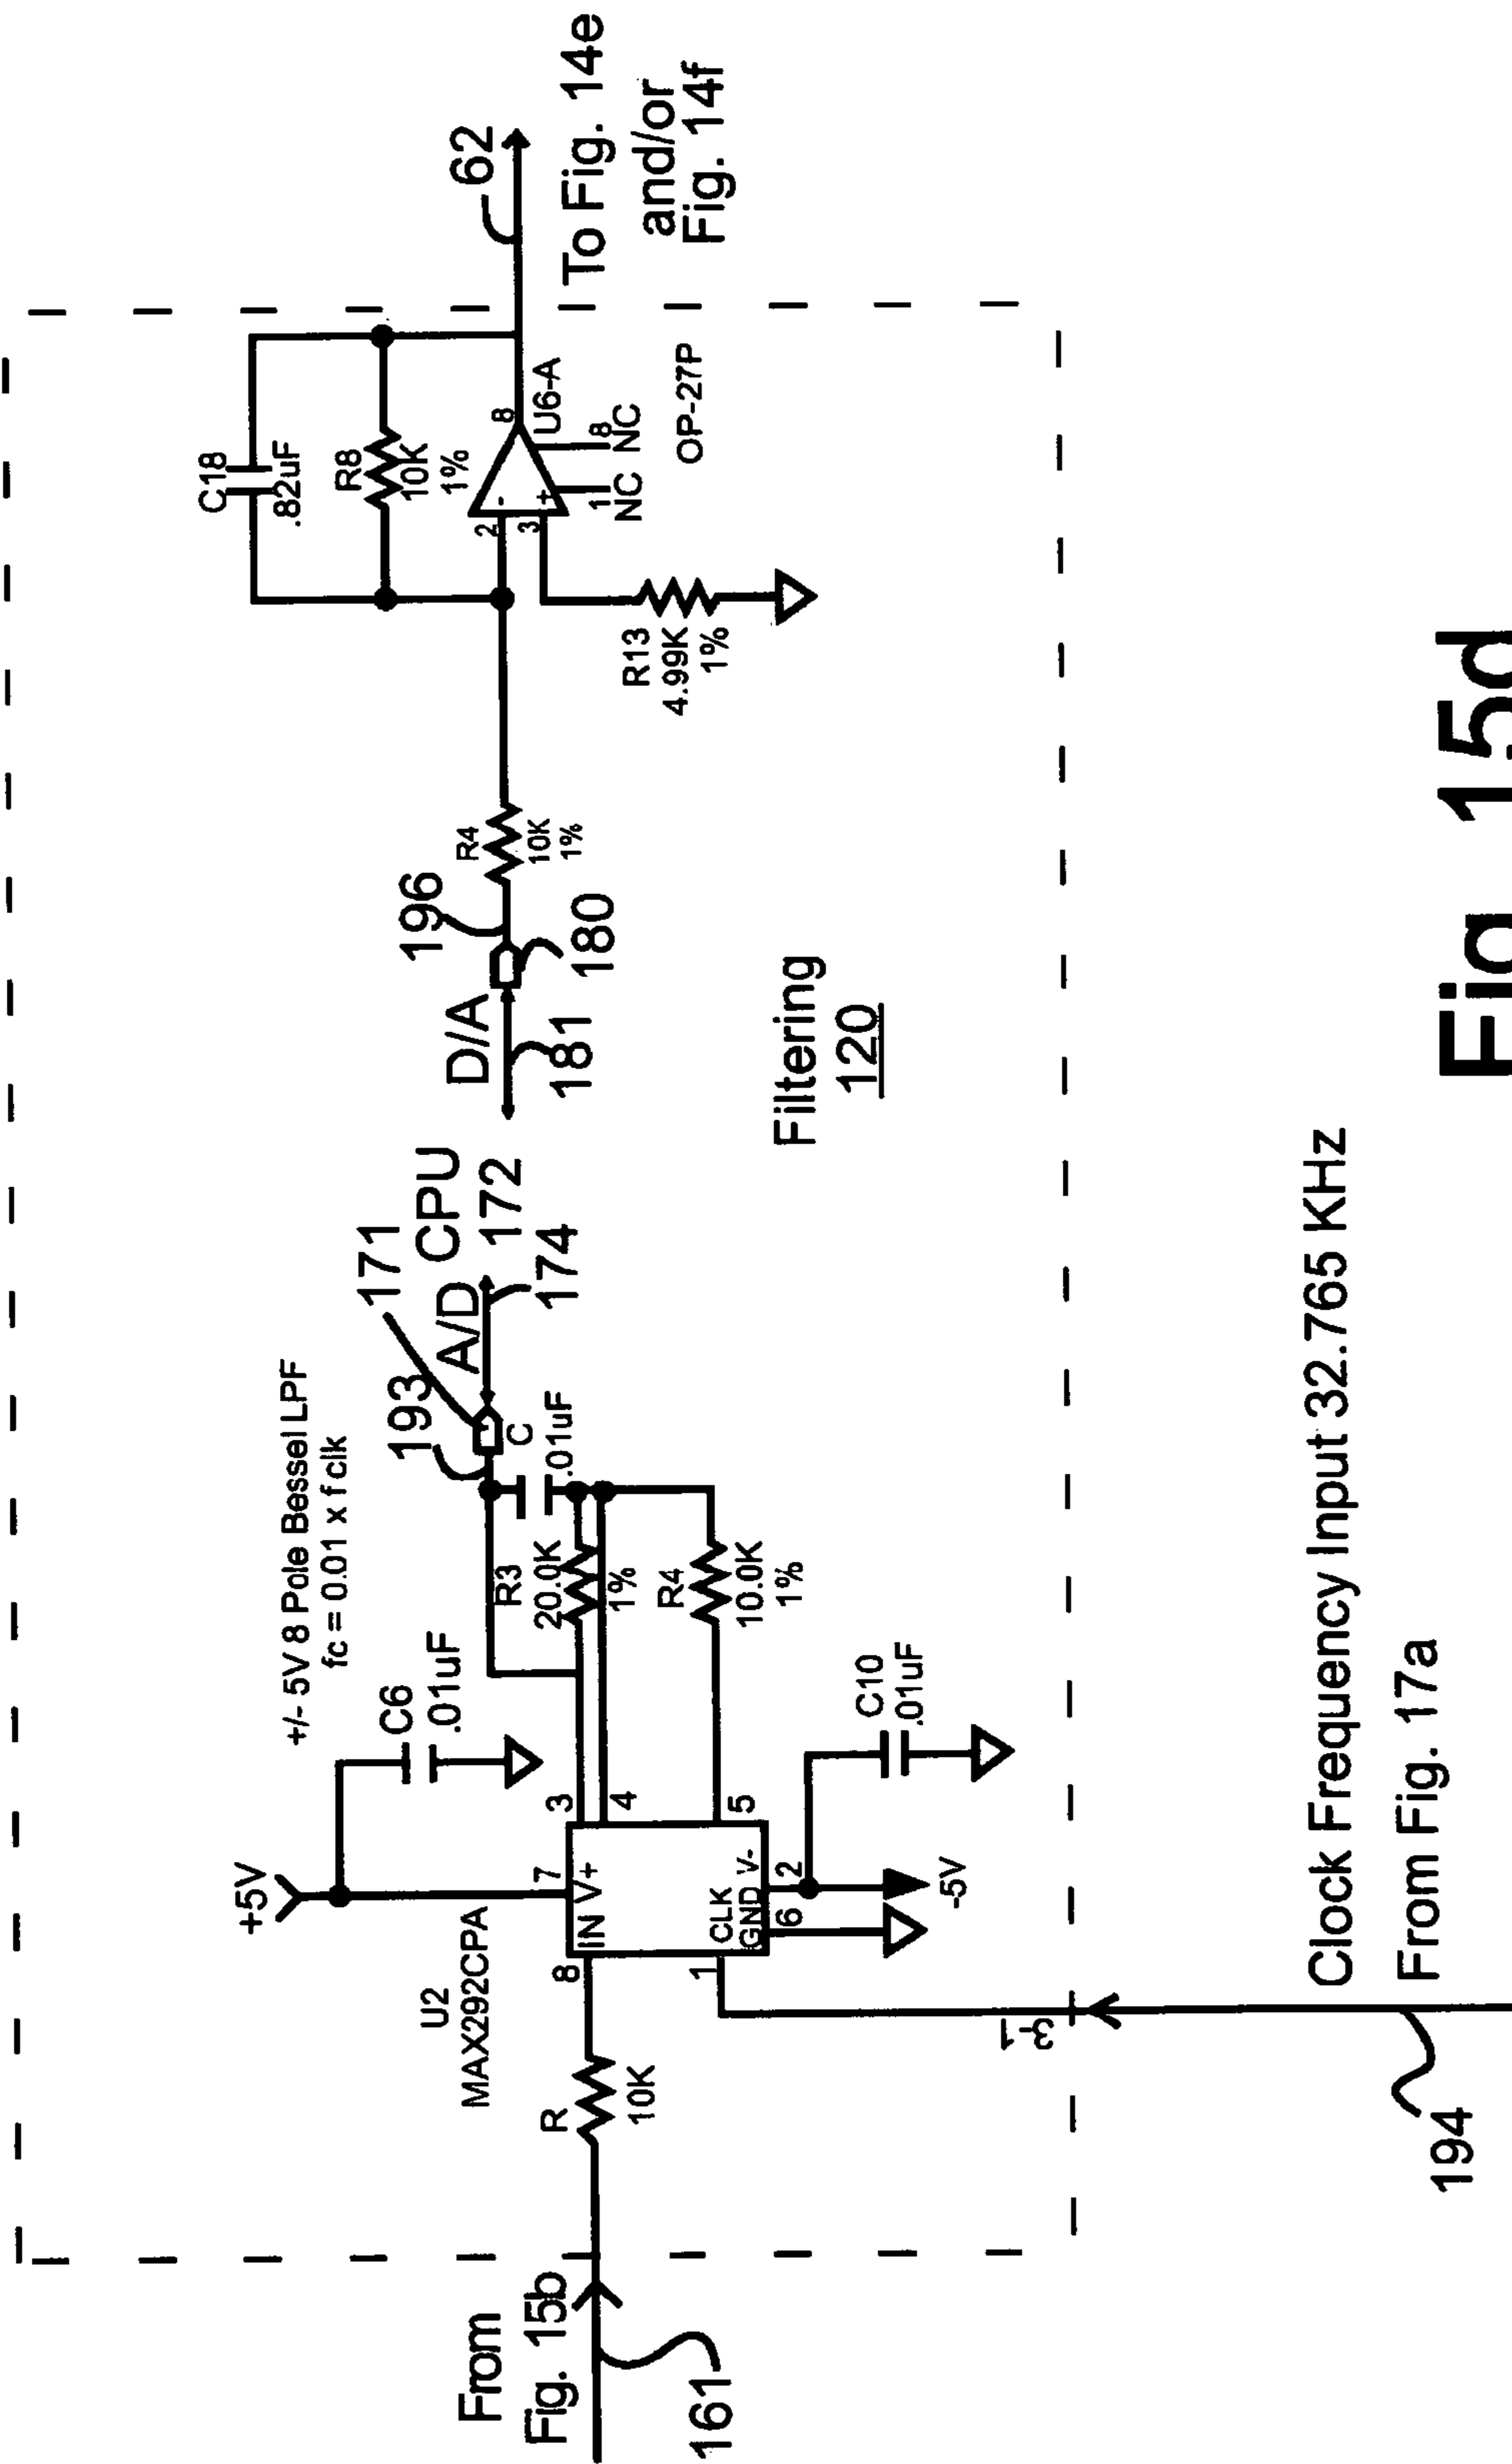 From
Fig. 15b
161
R
10K
U2
MAX292CPA
+5V
8
IN
7
V+
1
CLK
GND
6
V-
2
3
4
5
-5V
C6
.01uF
C10
.01uF
+/- 5V 8 Pole Bessel LPF
fc = 0.01 x f clk
R3
20.0K
1%
R4
10.0K
1%
C
.01uF
193
171
A/D
CPU
172
174
D/A
181
196
180
R4
10K
1%
Filtering
120
C18
.82uF
R8
10K
1%
2
-
3
+
8
U6-A
1
NC
8
NC
OP-27P
R13
4.99K
1%
62
To Fig. 14e
and/or
Fig. 14f
3-1
Clock Frequency Input 32.765 KHz
From Fig. 17a
194
Fig. 15d